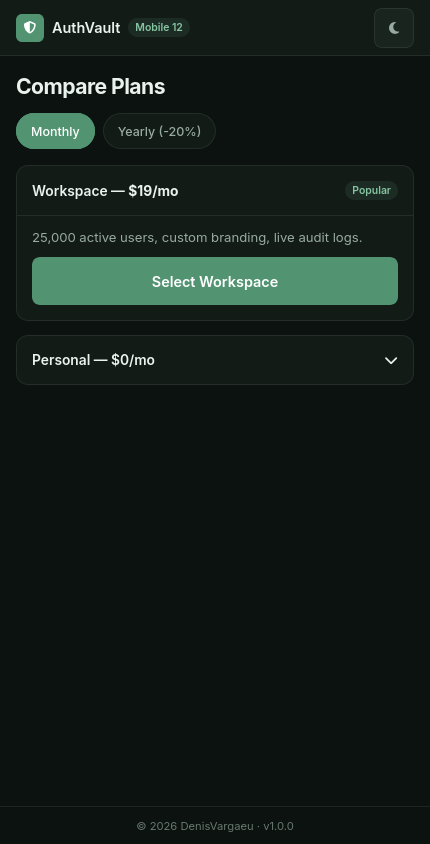 AuthVault Mobile 12
Compare Plans
Monthly Yearly (-20%)
Workspace — $19/mo Popular
25,000 active users, custom branding, live audit logs.
Select Workspace
Personal — $0/mo
© 2026 DenisVargaeu · v1.0.0